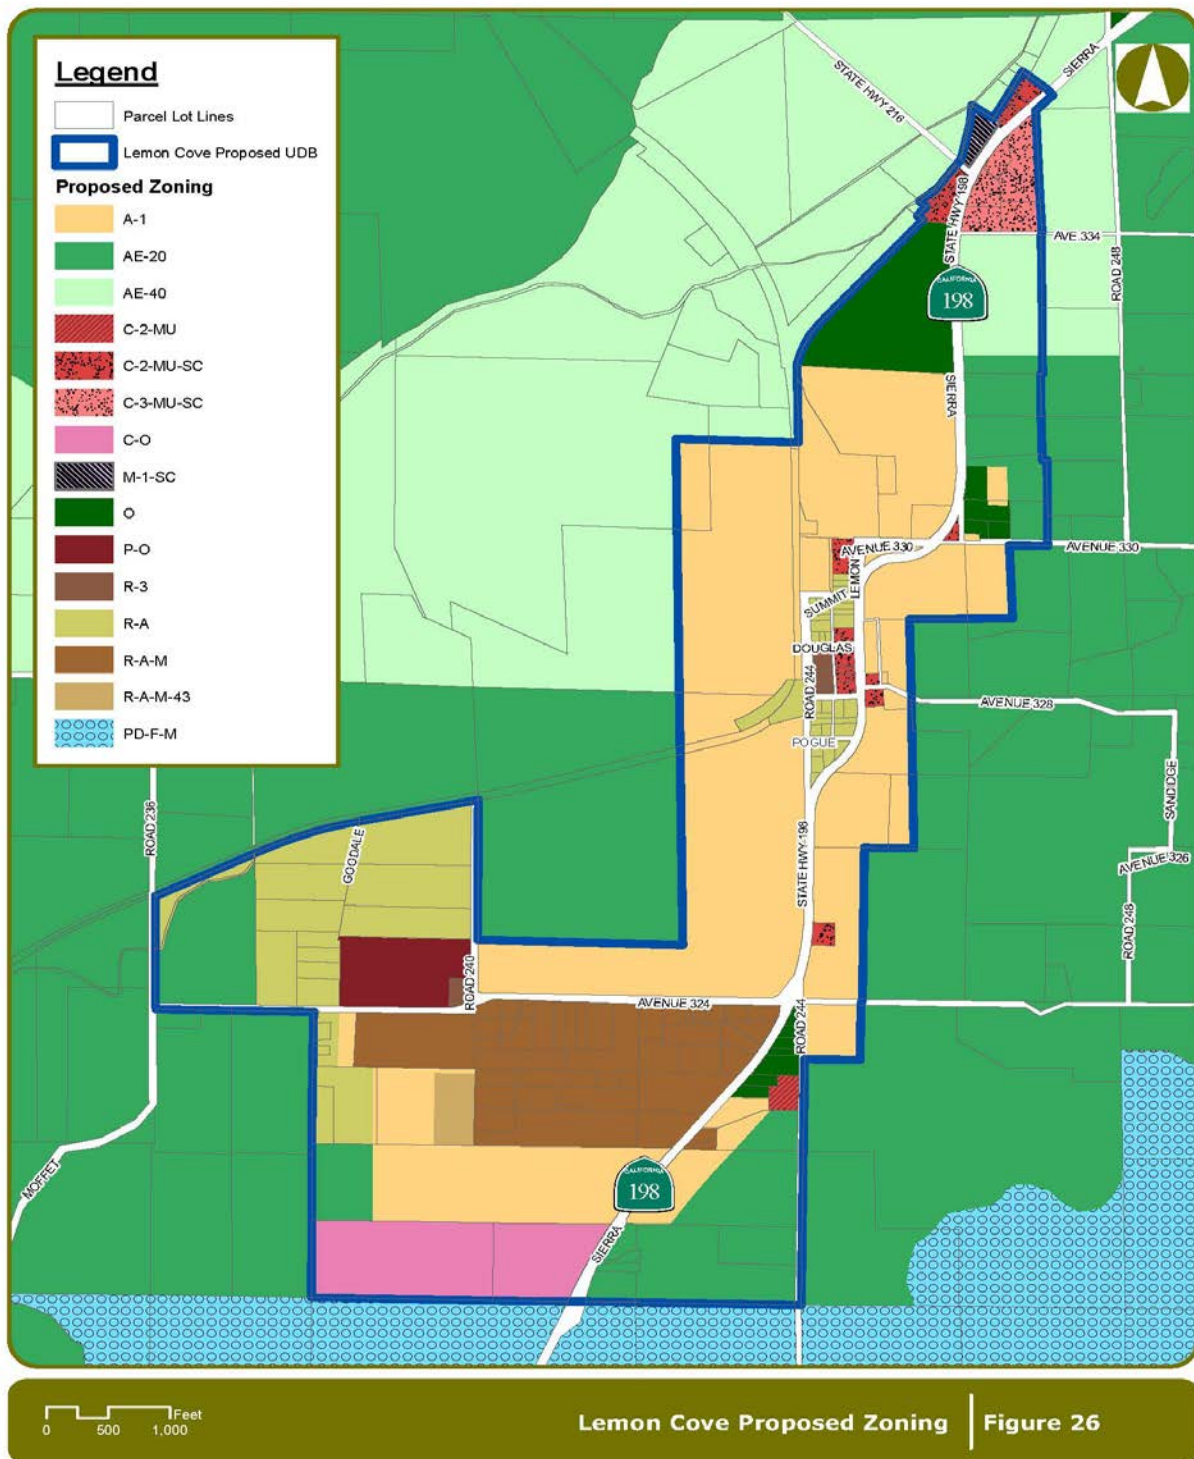 Legend
Parcel Lot Lines
Lemon Cove Proposed UDB
Proposed Zoning
A-1
AE-20
AE-40
C-2-MU
C-2-MU-SC
C-3-MU-SC
C-O
M-1-SC
O
P-O
R-3
R-A
R-A-M
R-A-M-43
PD-F-M
SIERRA
STATE HWY 216
STATE HWY 198
AVE 334
ROAD 248
CALIFORNIA
198
SIERRA
AVENUE 330
AVENUE 330
LEMON
SUMMIT
DOUGLAS
ROAD 244
AVENUE 328
POGUE
SANDIDGE
ROAD 236
GOODALE
STATE HWY 198
AVENUE 326
ROAD 248
ROAD 240
AVENUE 324
ROAD 244
MOFFET
CALIFORNIA
198
SIERRA
Feet
0 500 1,000
Lemon Cove Proposed Zoning | Figure 26